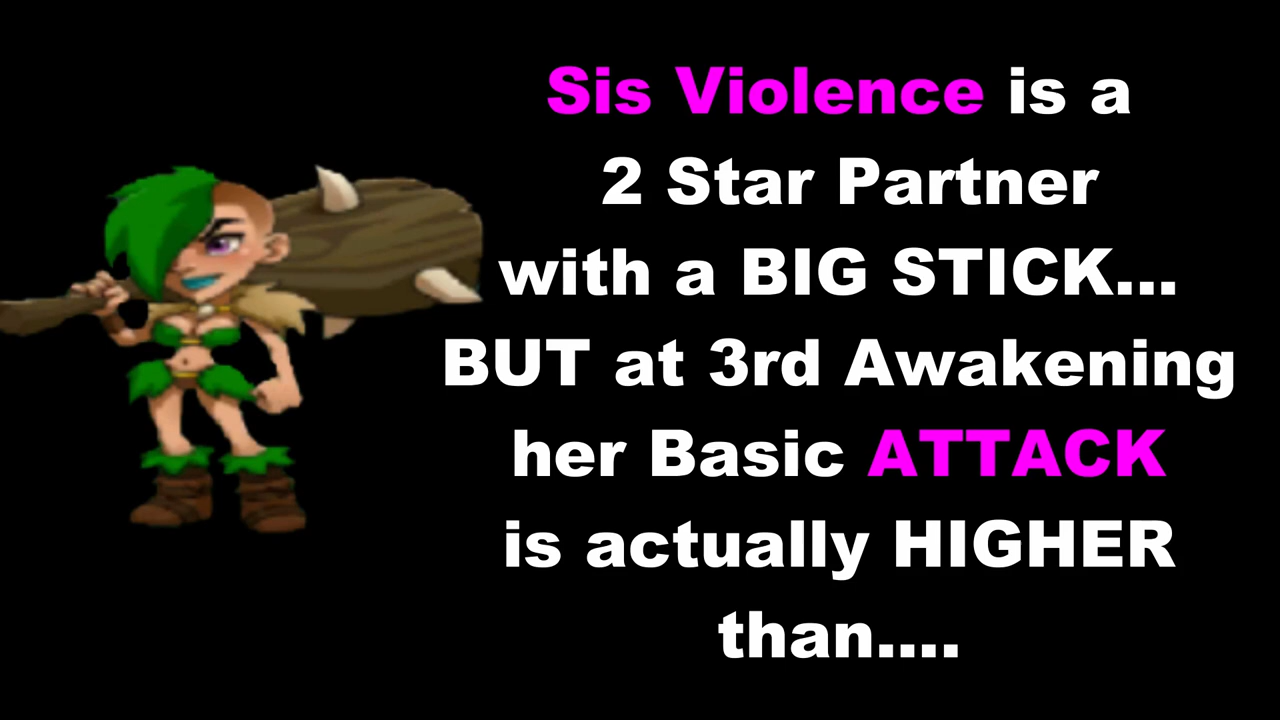 Sis Violence is a
2 Star Partner
with a BIG STICK...
BUT at 3rd Awakening
her Basic ATTACK
is actually HIGHER
than....